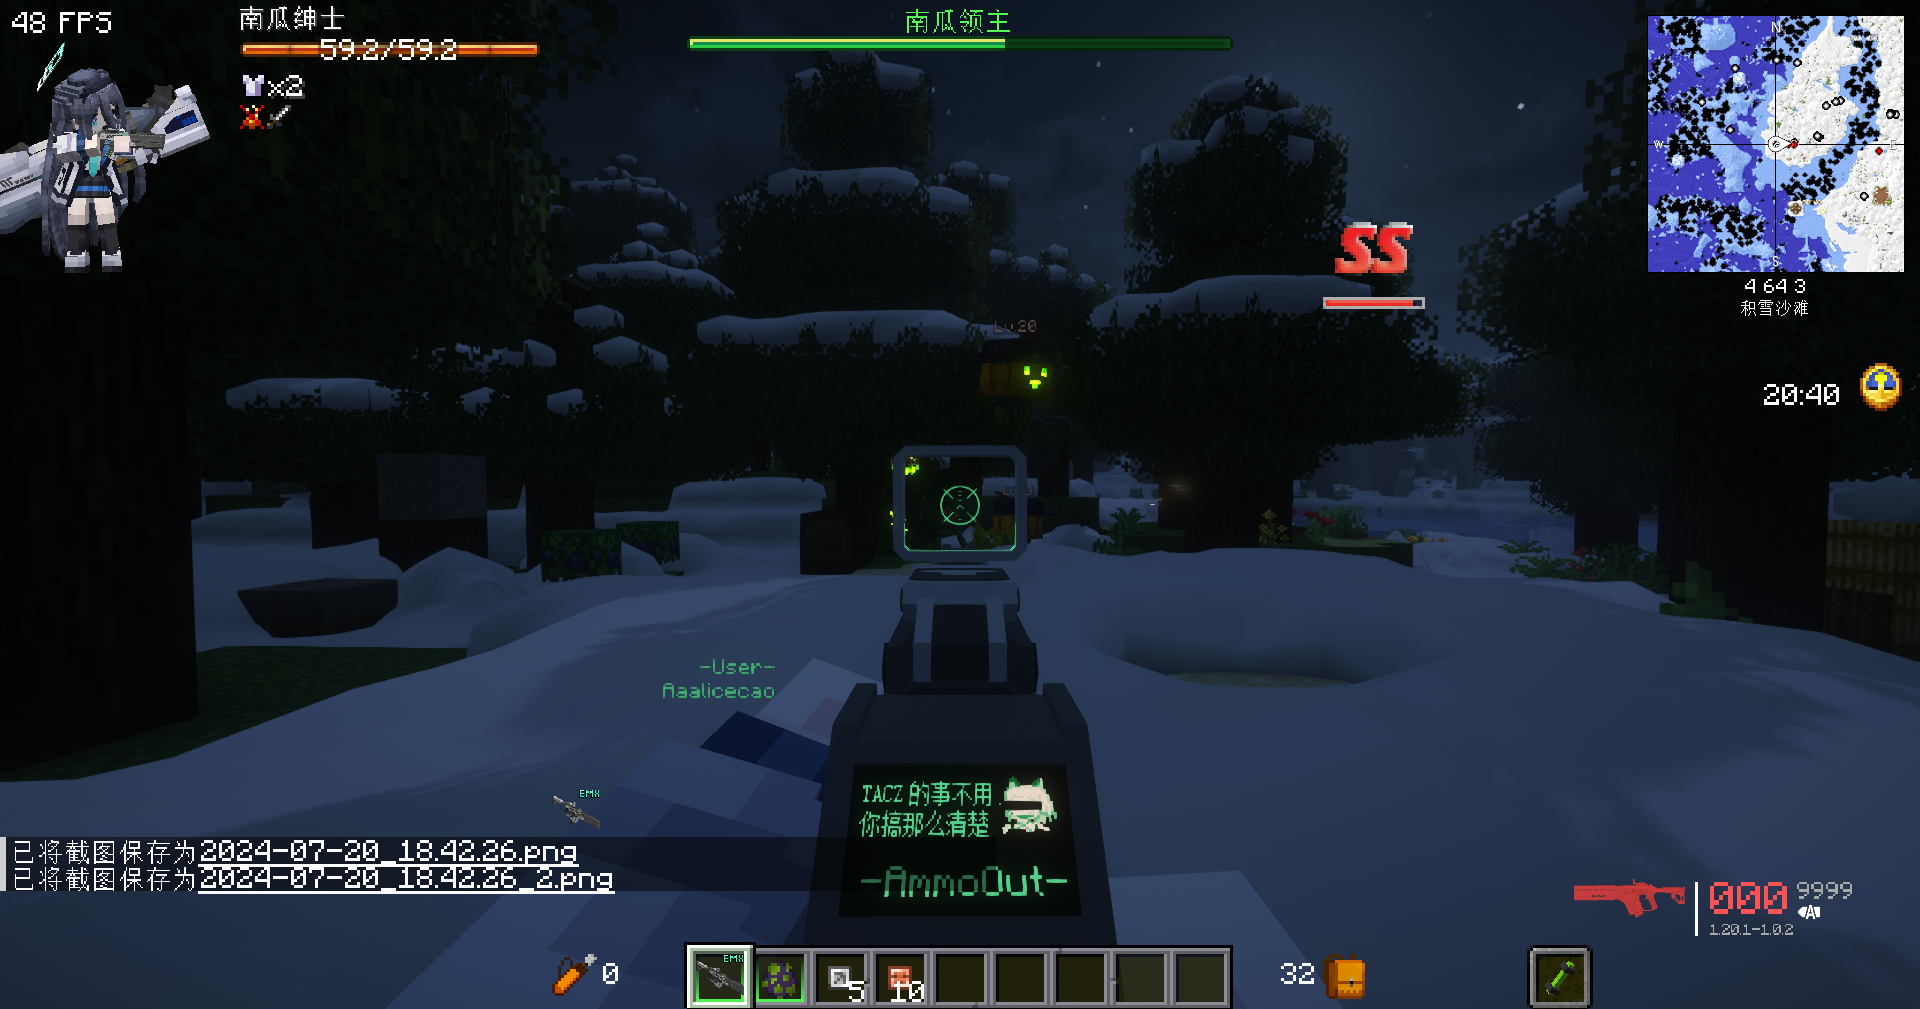 48 FPS
南瓜绅士
59.2/59.2
x2
南瓜领主
N
W
E
S
4 64 3
积雪沙滩
SS
Lv.20
20:40
-User-
Aaalicecao
EMX
TACZ 的事不用
你搞那么清楚
-AmmoOut-
已将截图保存为2024-07-20_18.42.26.png
已将截图保存为2024-07-20_18.42.26_2.png
000 9999
A
1.20.1-1.0.2
0
EMX
5
10
32